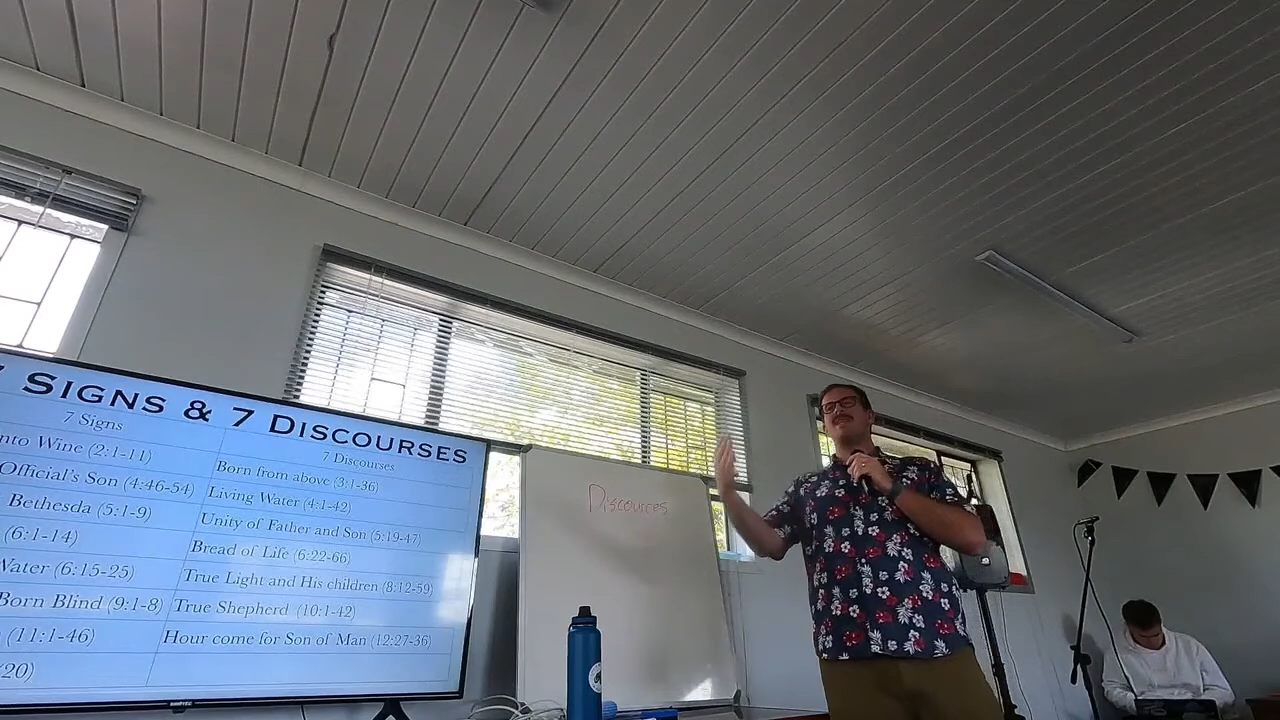 7 Signs & 7 Discourses
7 Signs
7 Discourses
nto Wine (2:1-11)
Born from above (3:1-36)
Official's Son (4:46-54)
Living Water (4:1-42)
Bethesda (5:1-9)
Unity of Father and Son (5:19-47)
(6:1-14)
Bread of Life (6:22-66)
Water (6:15-25)
True Light and His children (8:12-59)
Born Blind (9:1-8)
True Shepherd (10:1-42)
(11:1-46)
Hour come for Son of Man (12:27-36)
20)
Discources